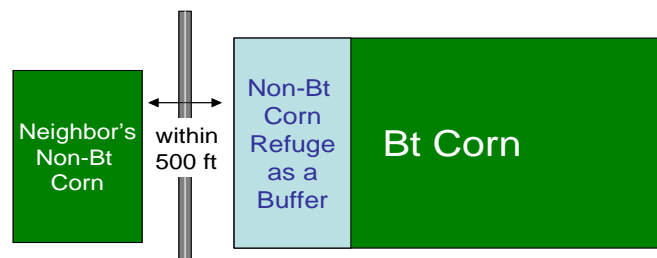 Neighbor's
Non-Bt
Corn
within
500 ft
Non-Bt
Corn
Refuge
as a
Buffer
Bt Corn